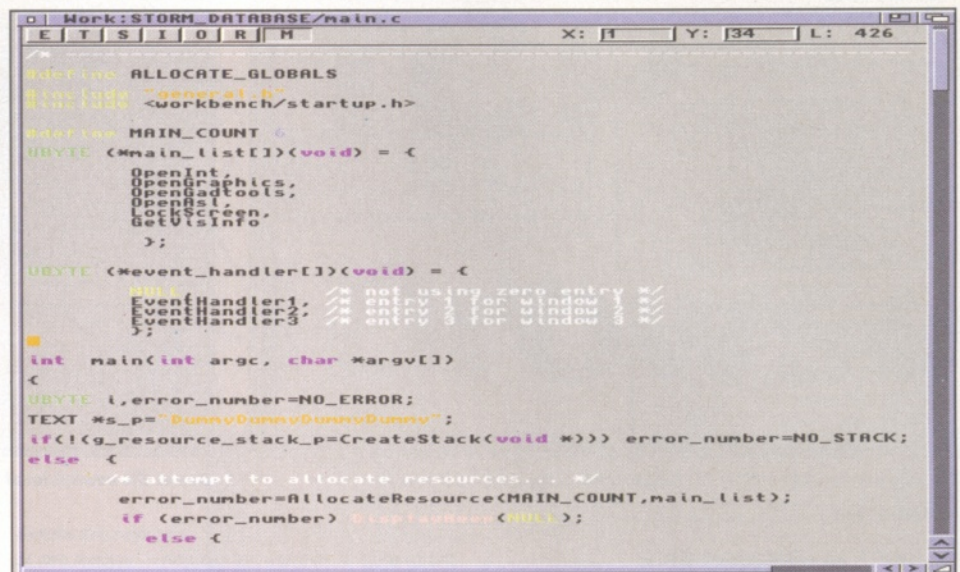 Work:STORM_DATABASE/main.c
E T S I O R M X: 1 Y: 34 L: 426
/*
#define ALLOCATE_GLOBALS
#include "general.h"
#include <workbench/startup.h>
#define MAIN_COUNT 6
UBYTE (*main_list[])(void) = {
OpenInt,
OpenGraphics,
OpenGadtools,
OpenAsl,
LockScreen,
GetVisInfo
};
UBYTE (*event_handler[])(void) = {
NULL, /* not using zero entry */
EventHandler1, /* entry 1 for window 1 */
EventHandler2, /* entry 2 for window 2 */
EventHandler3 /* entry 3 for window 3 */
};
int main(int argc, char *argv[])
{
UBYTE i,error_number=NO_ERROR;
TEXT *s_p="DummyDummyDummyDummy";
if(!(g_resource_stack_p=CreateStack(void *))) error_number=NO_STACK;
else {
/* attempt to allocate resources... */
error_number=AllocateResource(MAIN_COUNT,main_list);
if (error_number) DisplayBeep(NULL);
else {